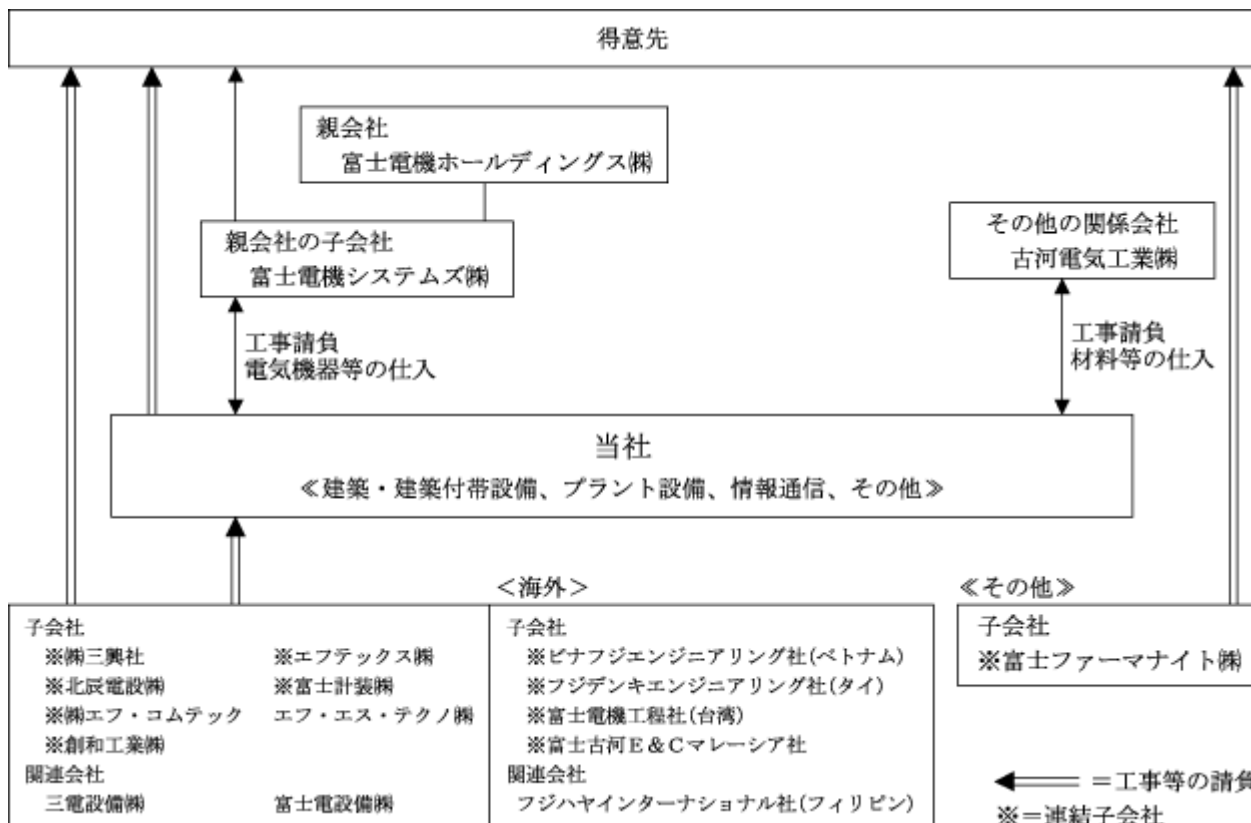 得意先
親会社
富士電機ホールディングス㈱
親会社の子会社
富士電機システムズ㈱
その他の関係会社
古河電気工業㈱
工事請負
電気機器等の仕入
工事請負
材料等の仕入
当社
≪建築・建築付帯設備、プラント設備、情報通信、その他≫
＜海外＞
≪その他≫
子会社
※㈱三興社 ※エフテックス㈱
※北辰電設㈱ ※富士計装㈱
※㈱エフ・コムテック エフ・エス・テクノ㈱
※創和工業㈱
関連会社
三電設備㈱ 富士電設備㈱
子会社
※ビナフジエンジニアリング社(ベトナム)
※フジデンキエンジニアリング社(タイ)
※富士電機工程社(台湾)
※富士古河Ｅ＆Ｃマレーシア社
関連会社
フジハヤインターナショナル社(フィリピン)
子会社
※富士ファーマナイト㈱
＝工事等の請負
※＝連結子会社